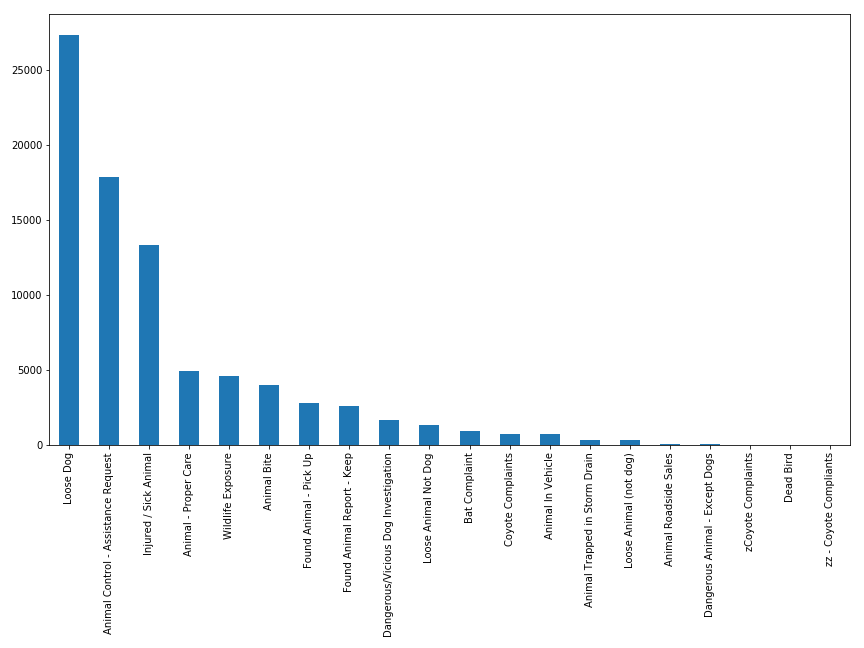 25000
20000
15000
10000
5000
0
Loose Dog
Animal Control - Assistance Request
Injured / Sick Animal
Animal - Proper Care
Wildlife Exposure
Animal Bite
Found Animal - Pick Up
Found Animal Report - Keep
Dangerous/Vicious Dog Investigation
Loose Animal Not Dog
Bat Complaint
Coyote Complaints
Animal In Vehicle
Animal Trapped in Storm Drain
Loose Animal (not dog)
Animal Roadside Sales
Dangerous Animal - Except Dogs
zCoyote Complaints
Dead Bird
zz - Coyote Compliants